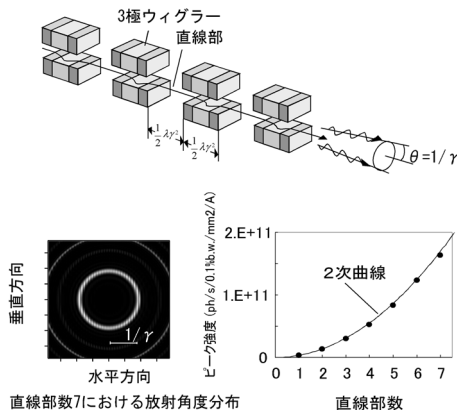 3極ウィグラー
直線部
1/2 λγ² 1/2 λγ²
θ=1/γ
垂直方向
1/γ
水平方向
直線部数7における放射角度分布
ピーク強度 (ph/s/0.1%b.w./mm2/A)
2.E+11
1.E+11
0
2次曲線
0 1 2 3 4 5 6 7
直線部数